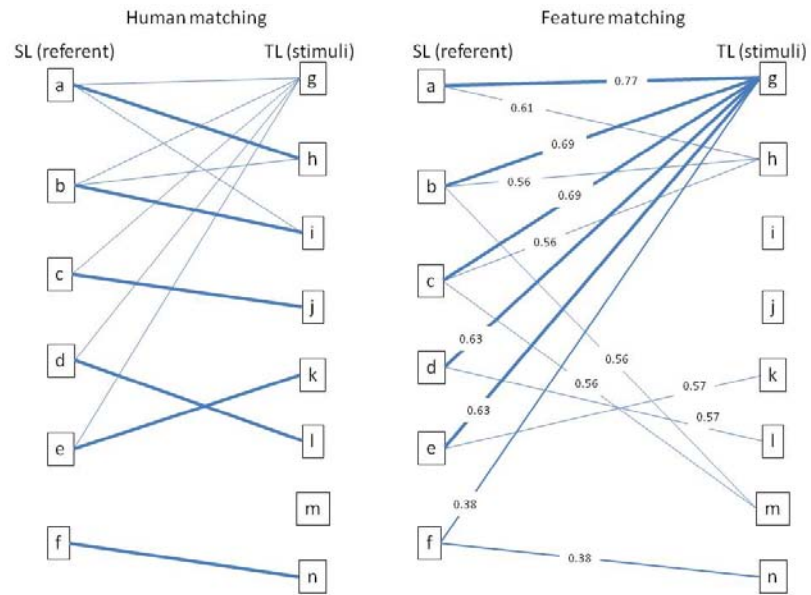 Human matching
SL (referent)
TL (stimuli)
a
b
c
d
e
f
g
h
i
j
k
l
m
n
Feature matching
SL (referent)
TL (stimuli)
a
b
c
d
e
f
0.77
0.61
0.69
0.56
0.69
0.56
0.63
0.56
0.56
0.57
0.57
0.63
0.38
0.38
g
h
i
j
k
l
m
n